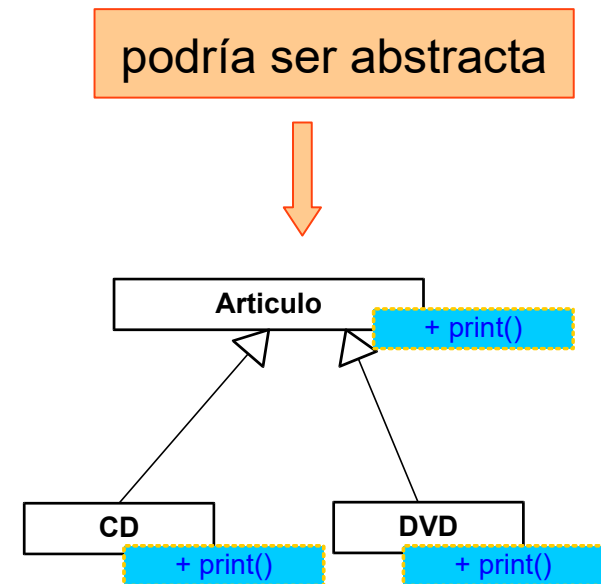 podría ser abstracta
Articulo
+ print()
CD
+ print()
DVD
+ print()